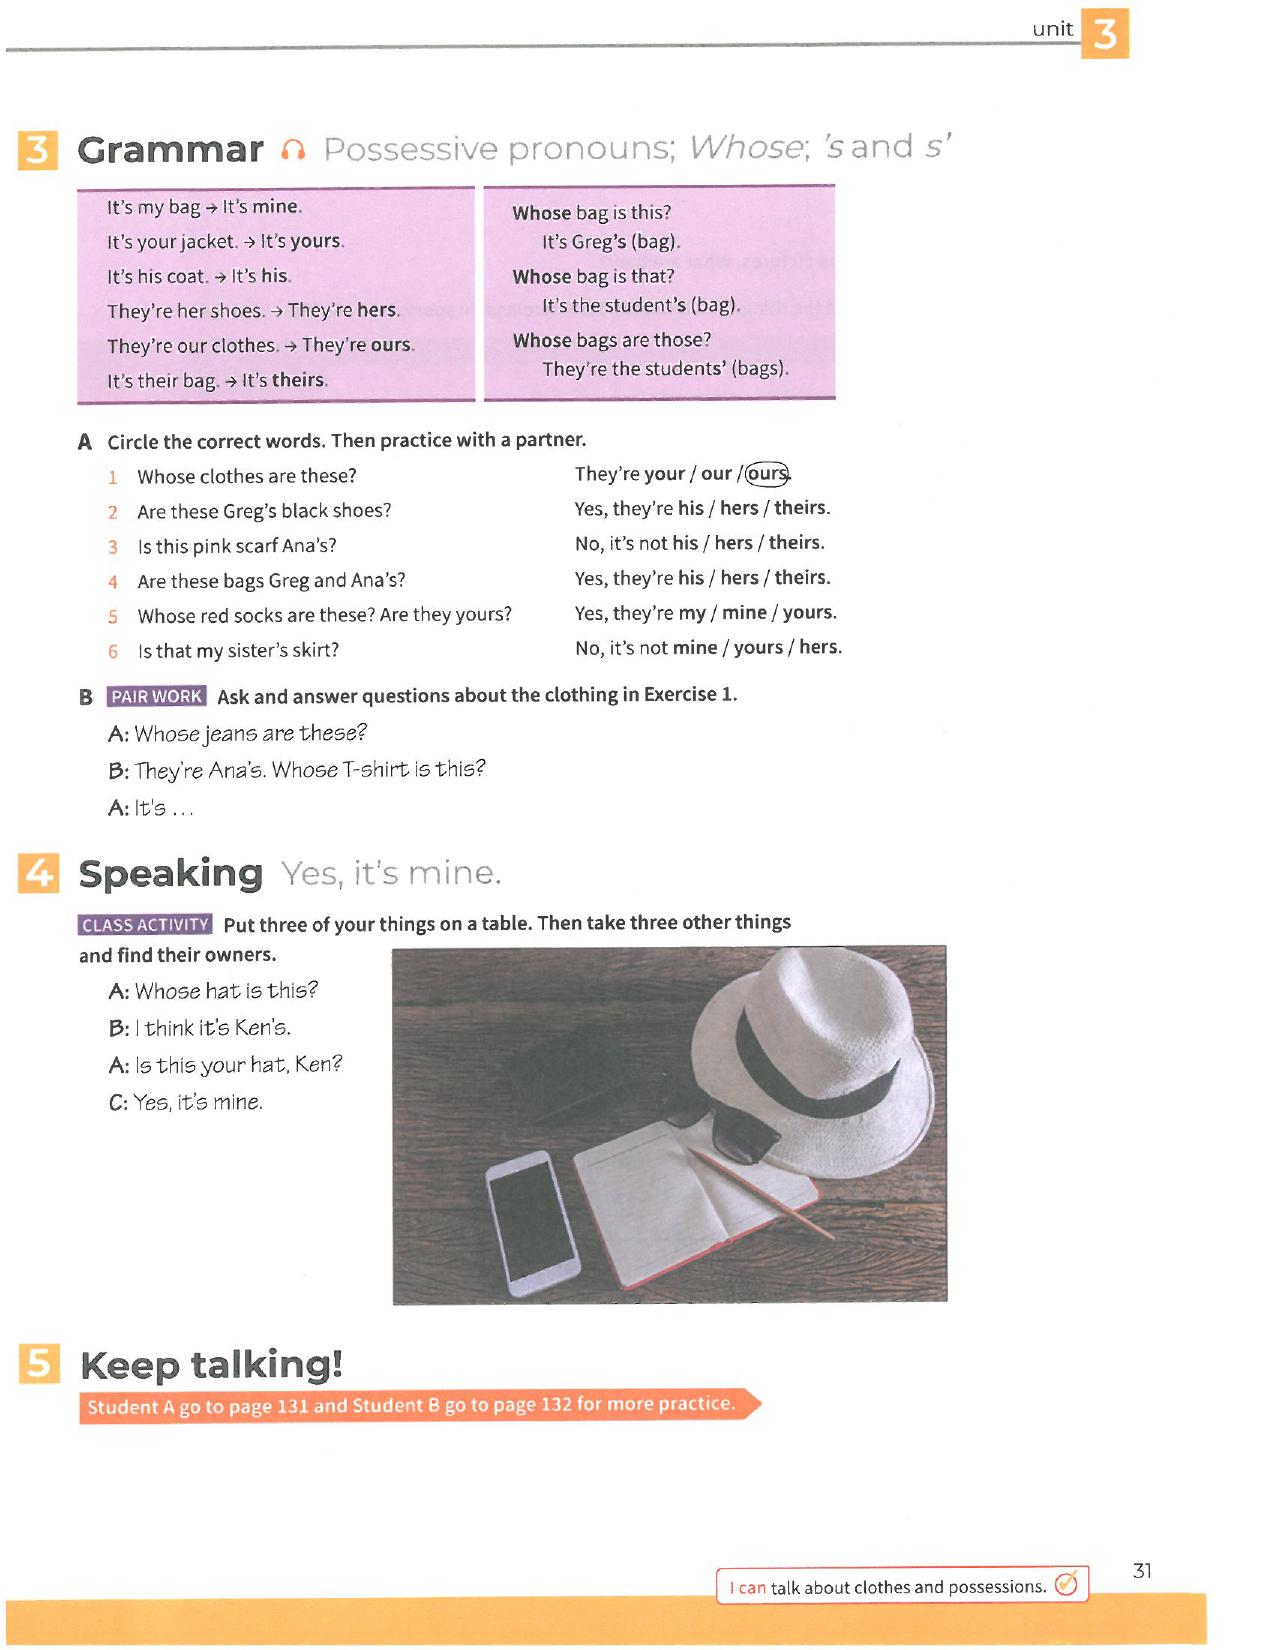 unit 3
3 Grammar Possessive pronouns; Whose; 's and s'
It's my bag → It's mine.
It's your jacket. → It's yours.
It's his coat. → It's his.
They're her shoes. → They're hers.
They're our clothes. → They're ours.
It's their bag. → It's theirs.
Whose bag is this?
It's Greg's (bag).
Whose bag is that?
It's the student's (bag).
Whose bags are those?
They're the students' (bags).
A Circle the correct words. Then practice with a partner.
1 Whose clothes are these? They're your / our / ours.
2 Are these Greg's black shoes? Yes, they're his / hers / theirs.
3 Is this pink scarf Ana's? No, it's not his / hers / theirs.
4 Are these bags Greg and Ana's? Yes, they're his / hers / theirs.
5 Whose red socks are these? Are they yours? Yes, they're my / mine / yours.
6 Is that my sister's skirt? No, it's not mine / yours / hers.
B PAIR WORK Ask and answer questions about the clothing in Exercise 1.
A: Whose jeans are these?
B: They're Ana's. Whose T-shirt is this?
A: It's ...
4 Speaking Yes, it's mine.
CLASS ACTIVITY Put three of your things on a table. Then take three other things
and find their owners.
A: Whose hat is this?
B: I think it's Ken's.
A: Is this your hat, Ken?
C: Yes, it's mine.
5 Keep talking!
Student A go to page 131 and Student B go to page 132 for more practice.
31
I can talk about clothes and possessions.